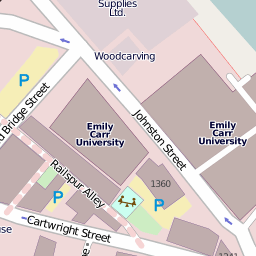 Supplies
Ltd.
Woodcarving
P
Bridge Street
Johnston Street
Emily
Carr
University
Emily
Carr
University
Railspur Alley
1360
P
Cartwright Street